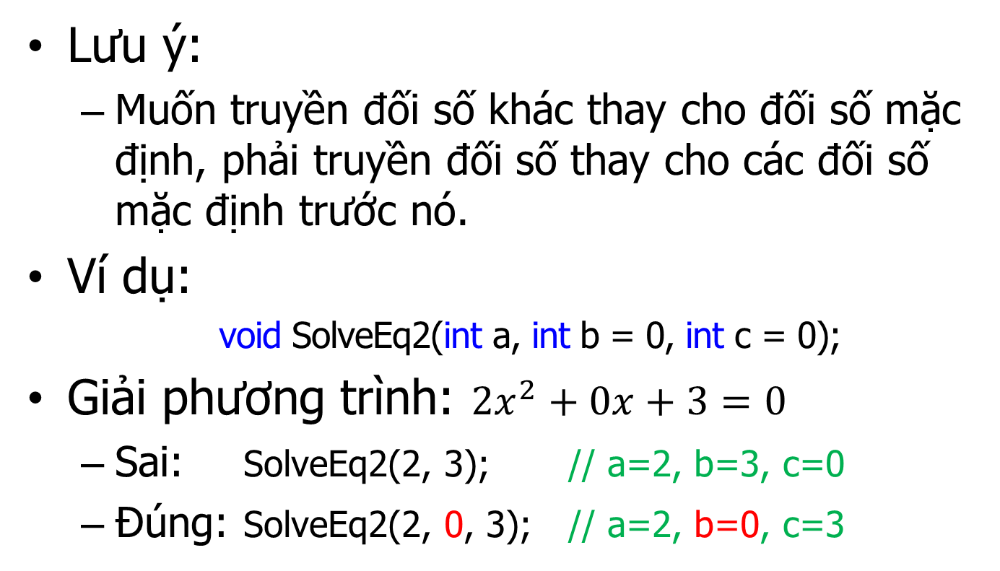 • Lưu ý:
– Muốn truyền đối số khác thay cho đối số mặc
định, phải truyền đối số thay cho các đối số
mặc định trước nó.
• Ví dụ:
void SolveEq2(int a, int b = 0, int c = 0);
• Giải phương trình: 2x² + 0x + 3 = 0
– Sai: SolveEq2(2, 3); // a=2, b=3, c=0
– Đúng: SolveEq2(2, 0, 3); // a=2, b=0, c=3